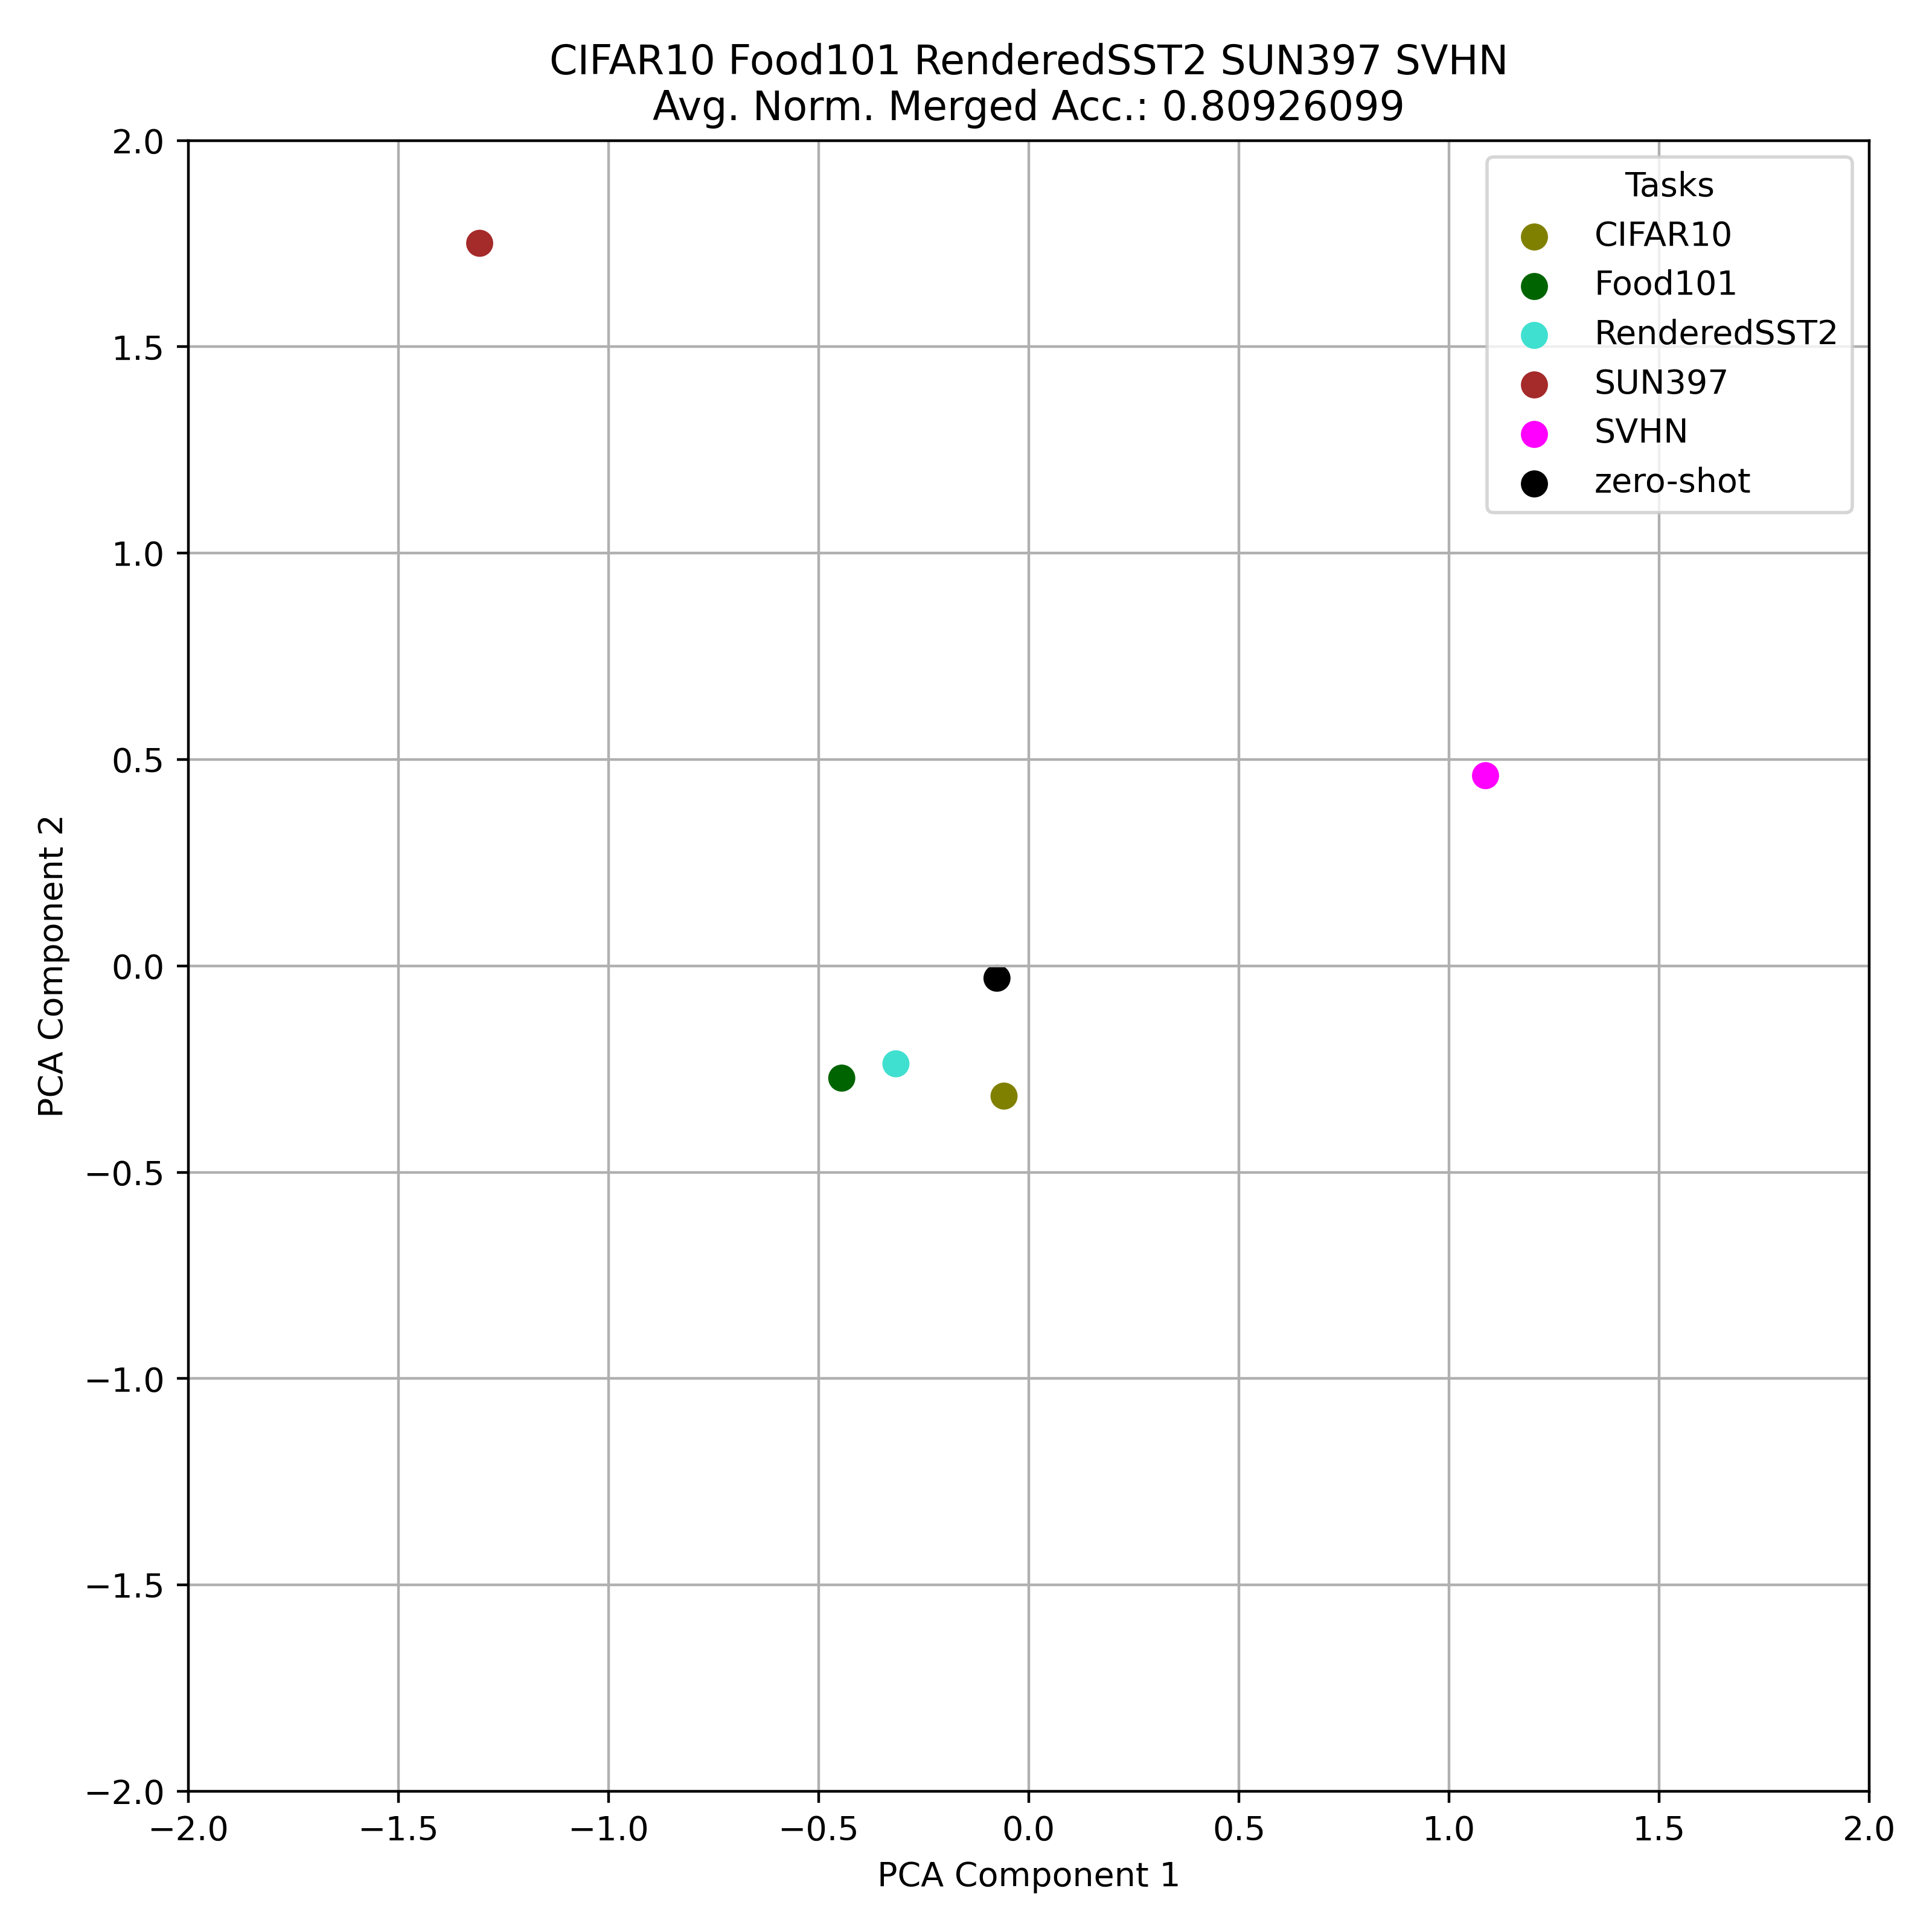 CIFAR10 Food101 RenderedSST2 SUN397 SVHN
Avg. Norm. Merged Acc.: 0.80926099
Tasks
CIFAR10
Food101
RenderedSST2
SUN397
SVHN
zero-shot
PCA Component 2
2.0
1.5
1.0
0.5
0.0
−0.5
−1.0
−1.5
−2.0
−2.0 −1.5 −1.0 −0.5 0.0 0.5 1.0 1.5 2.0
PCA Component 1